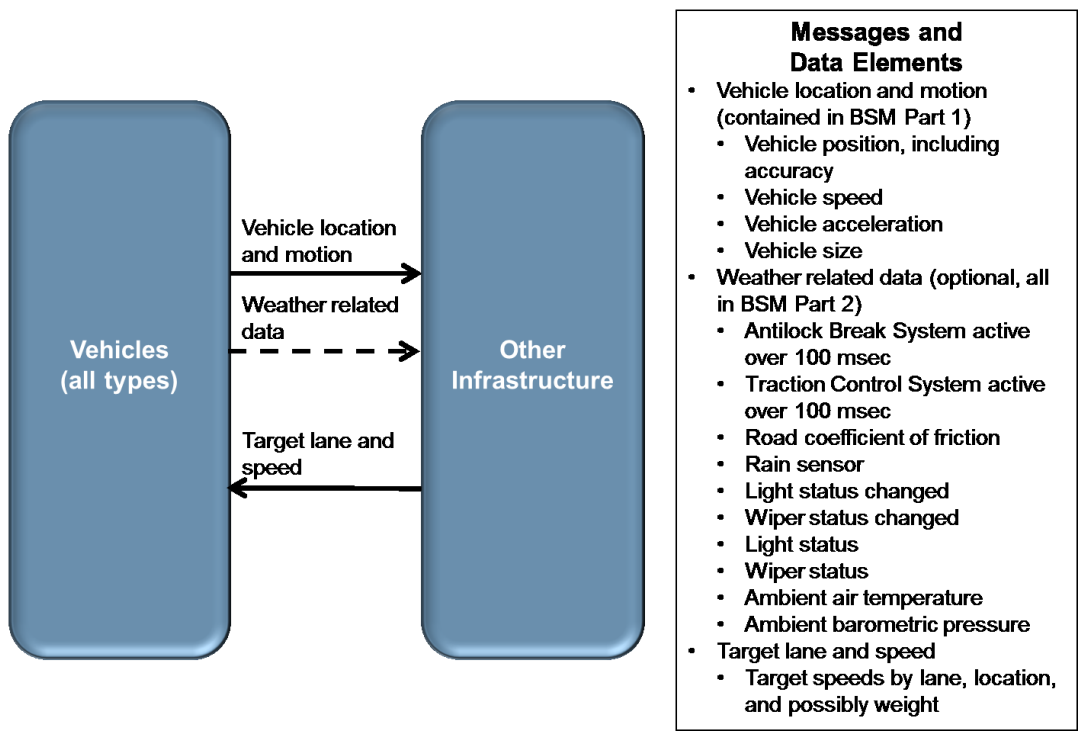 Vehicles
(all types)
Vehicle location
and motion
Weather related
data
Target lane and
speed
Other
Infrastructure
Messages and
Data Elements
• Vehicle location and motion
(contained in BSM Part 1)
• Vehicle position, including
accuracy
• Vehicle speed
• Vehicle acceleration
• Vehicle size
• Weather related data (optional, all
in BSM Part 2)
• Antilock Break System active
over 100 msec
• Traction Control System active
over 100 msec
• Road coefficient of friction
• Rain sensor
• Light status changed
• Wiper status changed
• Light status
• Wiper status
• Ambient air temperature
• Ambient barometric pressure
• Target lane and speed
• Target speeds by lane, location,
and possibly weight